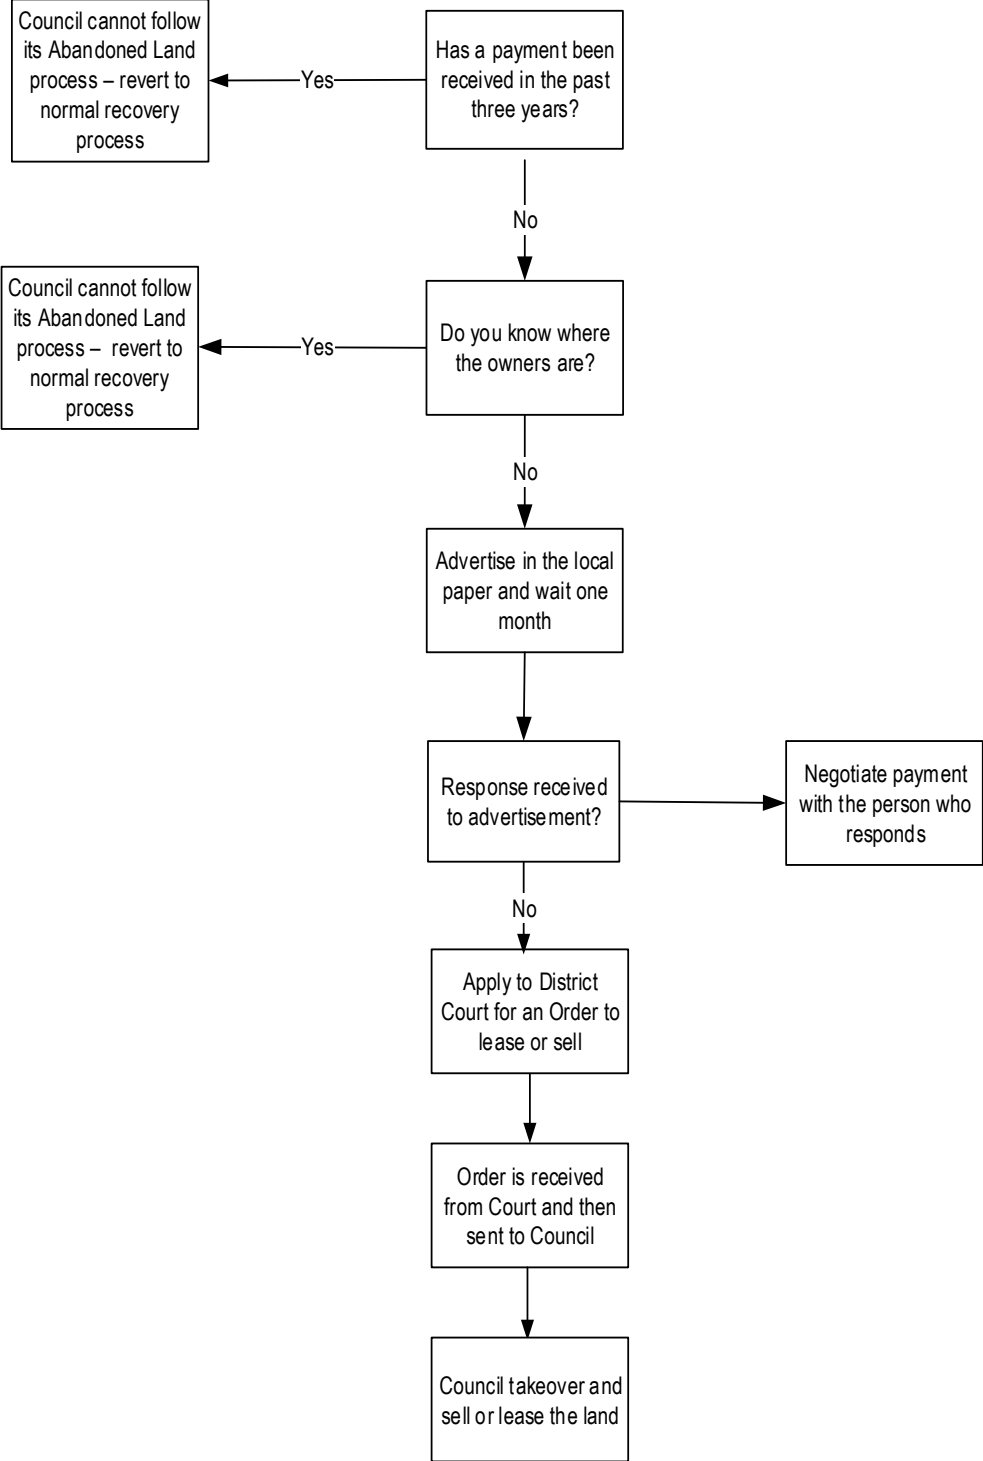 Council cannot follow
its Abandoned Land
process – revert to
normal recovery
process
Yes
Has a payment been
received in the past
three years?
No
Council cannot follow
its Abandoned Land
process – revert to
normal recovery
process
Yes
Do you know where
the owners are?
No
Advertise in the local
paper and wait one
month
Response received
to advertisement?
Negotiate payment
with the person who
responds
No
Apply to District
Court for an Order to
lease or sell
Order is received
from Court and then
sent to Council
Council takeover and
sell or lease the land